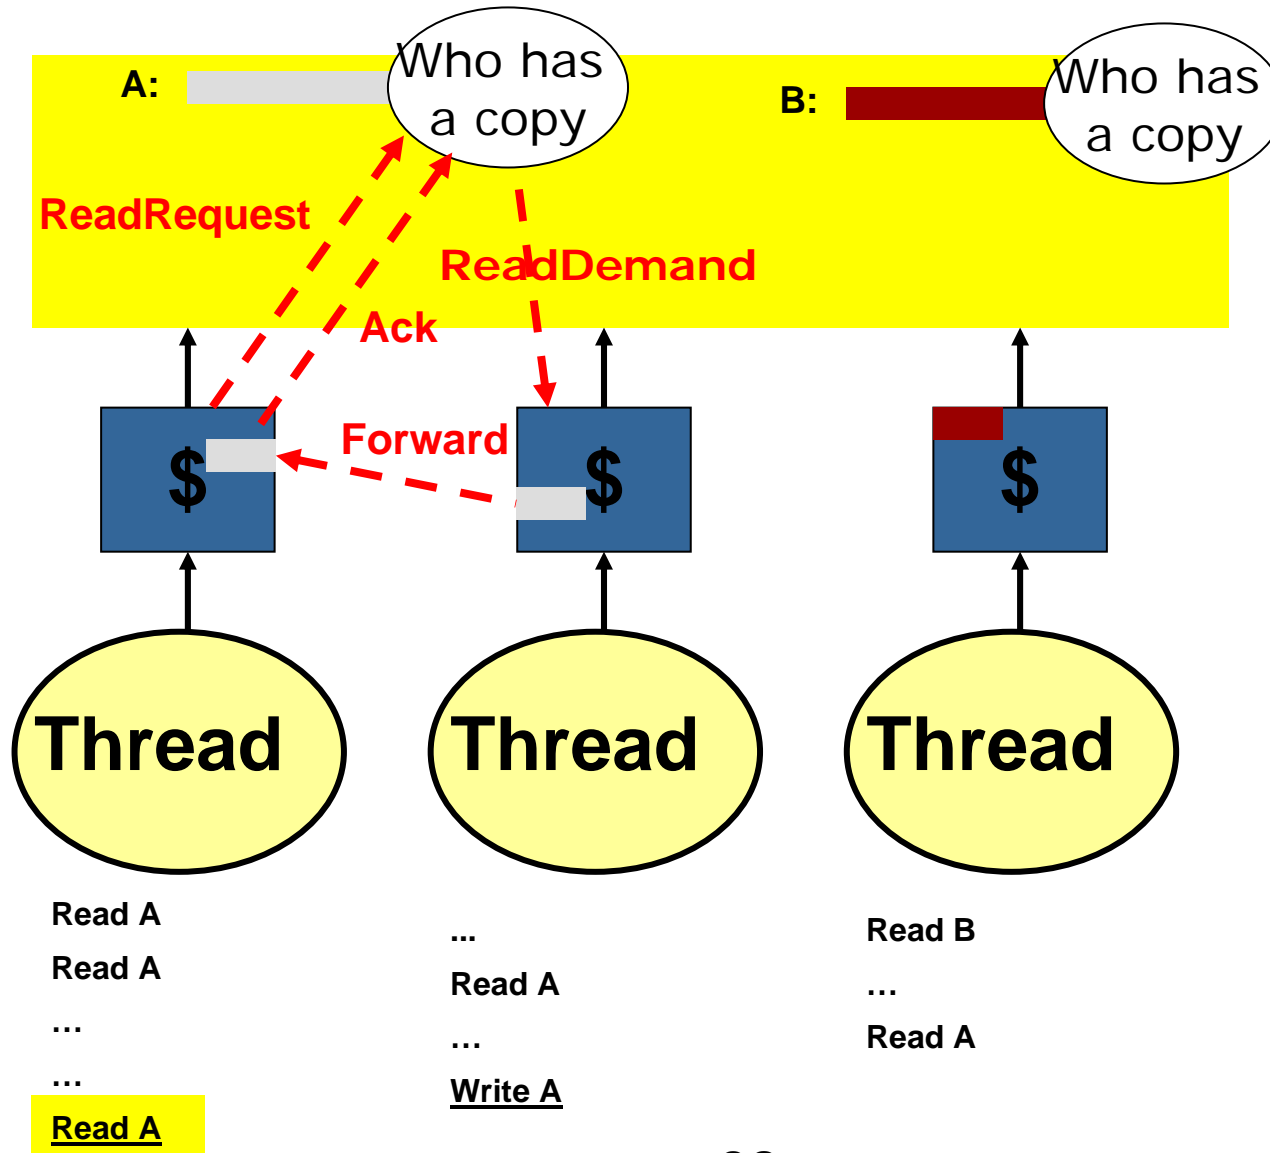 A:
Who has
a copy
B:
Who has
a copy
ReadRequest
ReadDemand
Ack
Forward
$
$
$
Thread
Thread
Thread
Read A
Read A
…
…
Read A
...
Read A
…
Write A
Read B
…
Read A